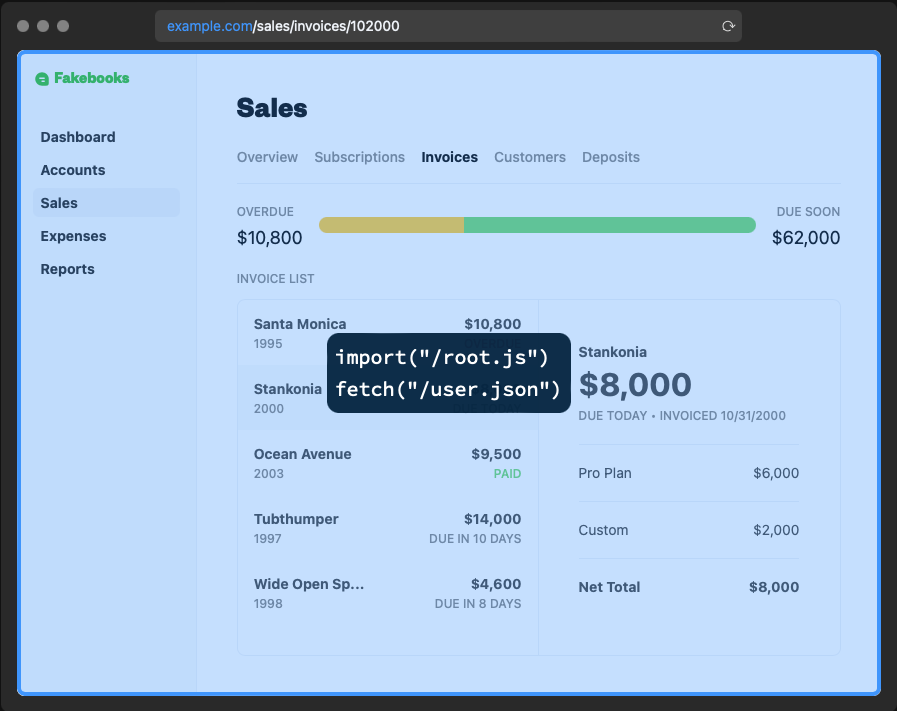 example.com/sales/invoices/102000
Fakebooks
Dashboard
Accounts
Sales
Expenses
Reports
Sales
Overview Subscriptions Invoices Customers Deposits
OVERDUE
$10,800
DUE SOON
$62,000
INVOICE LIST
Santa Monica $10,800
1995
import("/root.js")
fetch("/user.json")
Stankonia
2000
Ocean Avenue $9,500
2003 PAID
Tubthumper $14,000
1997 DUE IN 10 DAYS
Wide Open Sp... $4,600
1998 DUE IN 8 DAYS
Stankonia
$8,000
DUE TODAY • INVOICED 10/31/2000
Pro Plan $6,000
Custom $2,000
Net Total $8,000